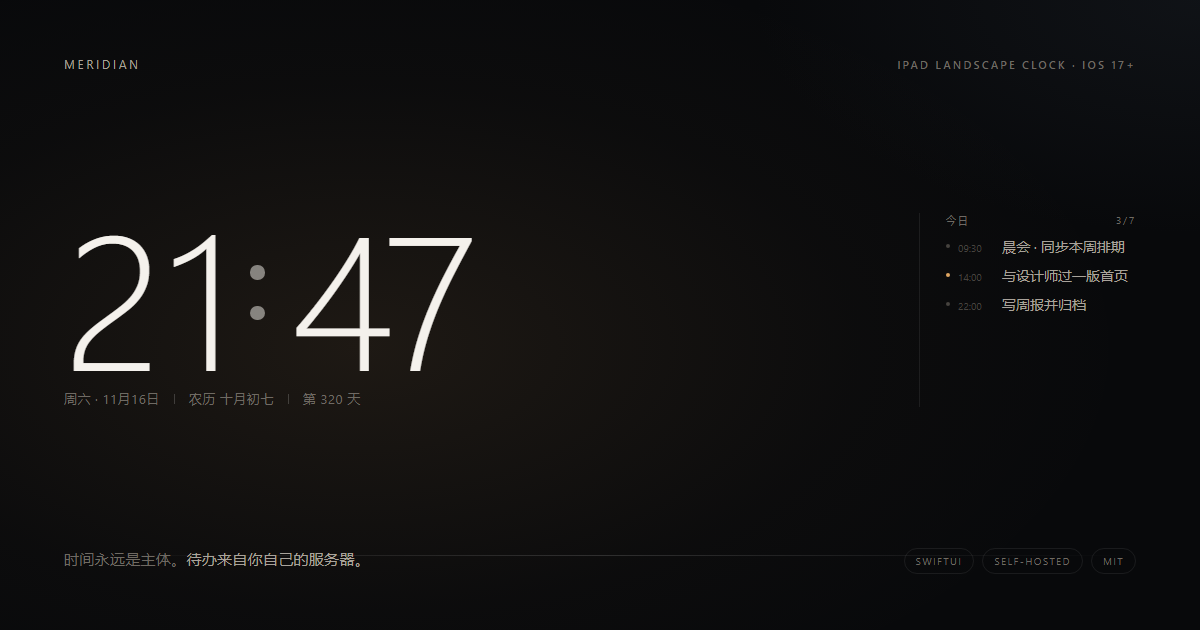 MERIDIAN
IPAD LANDSCAPE CLOCK · IOS 17+
21:47
周六 · 11月16日 | 农历 十月初七 | 第 320 天
今日 3/7
09:30 晨会 · 同步本周排期
14:00 与设计师过一版首页
22:00 写周报并归档
时间永远是主体。待办来自你自己的服务器。
SWIFTUI SELF-HOSTED MIT